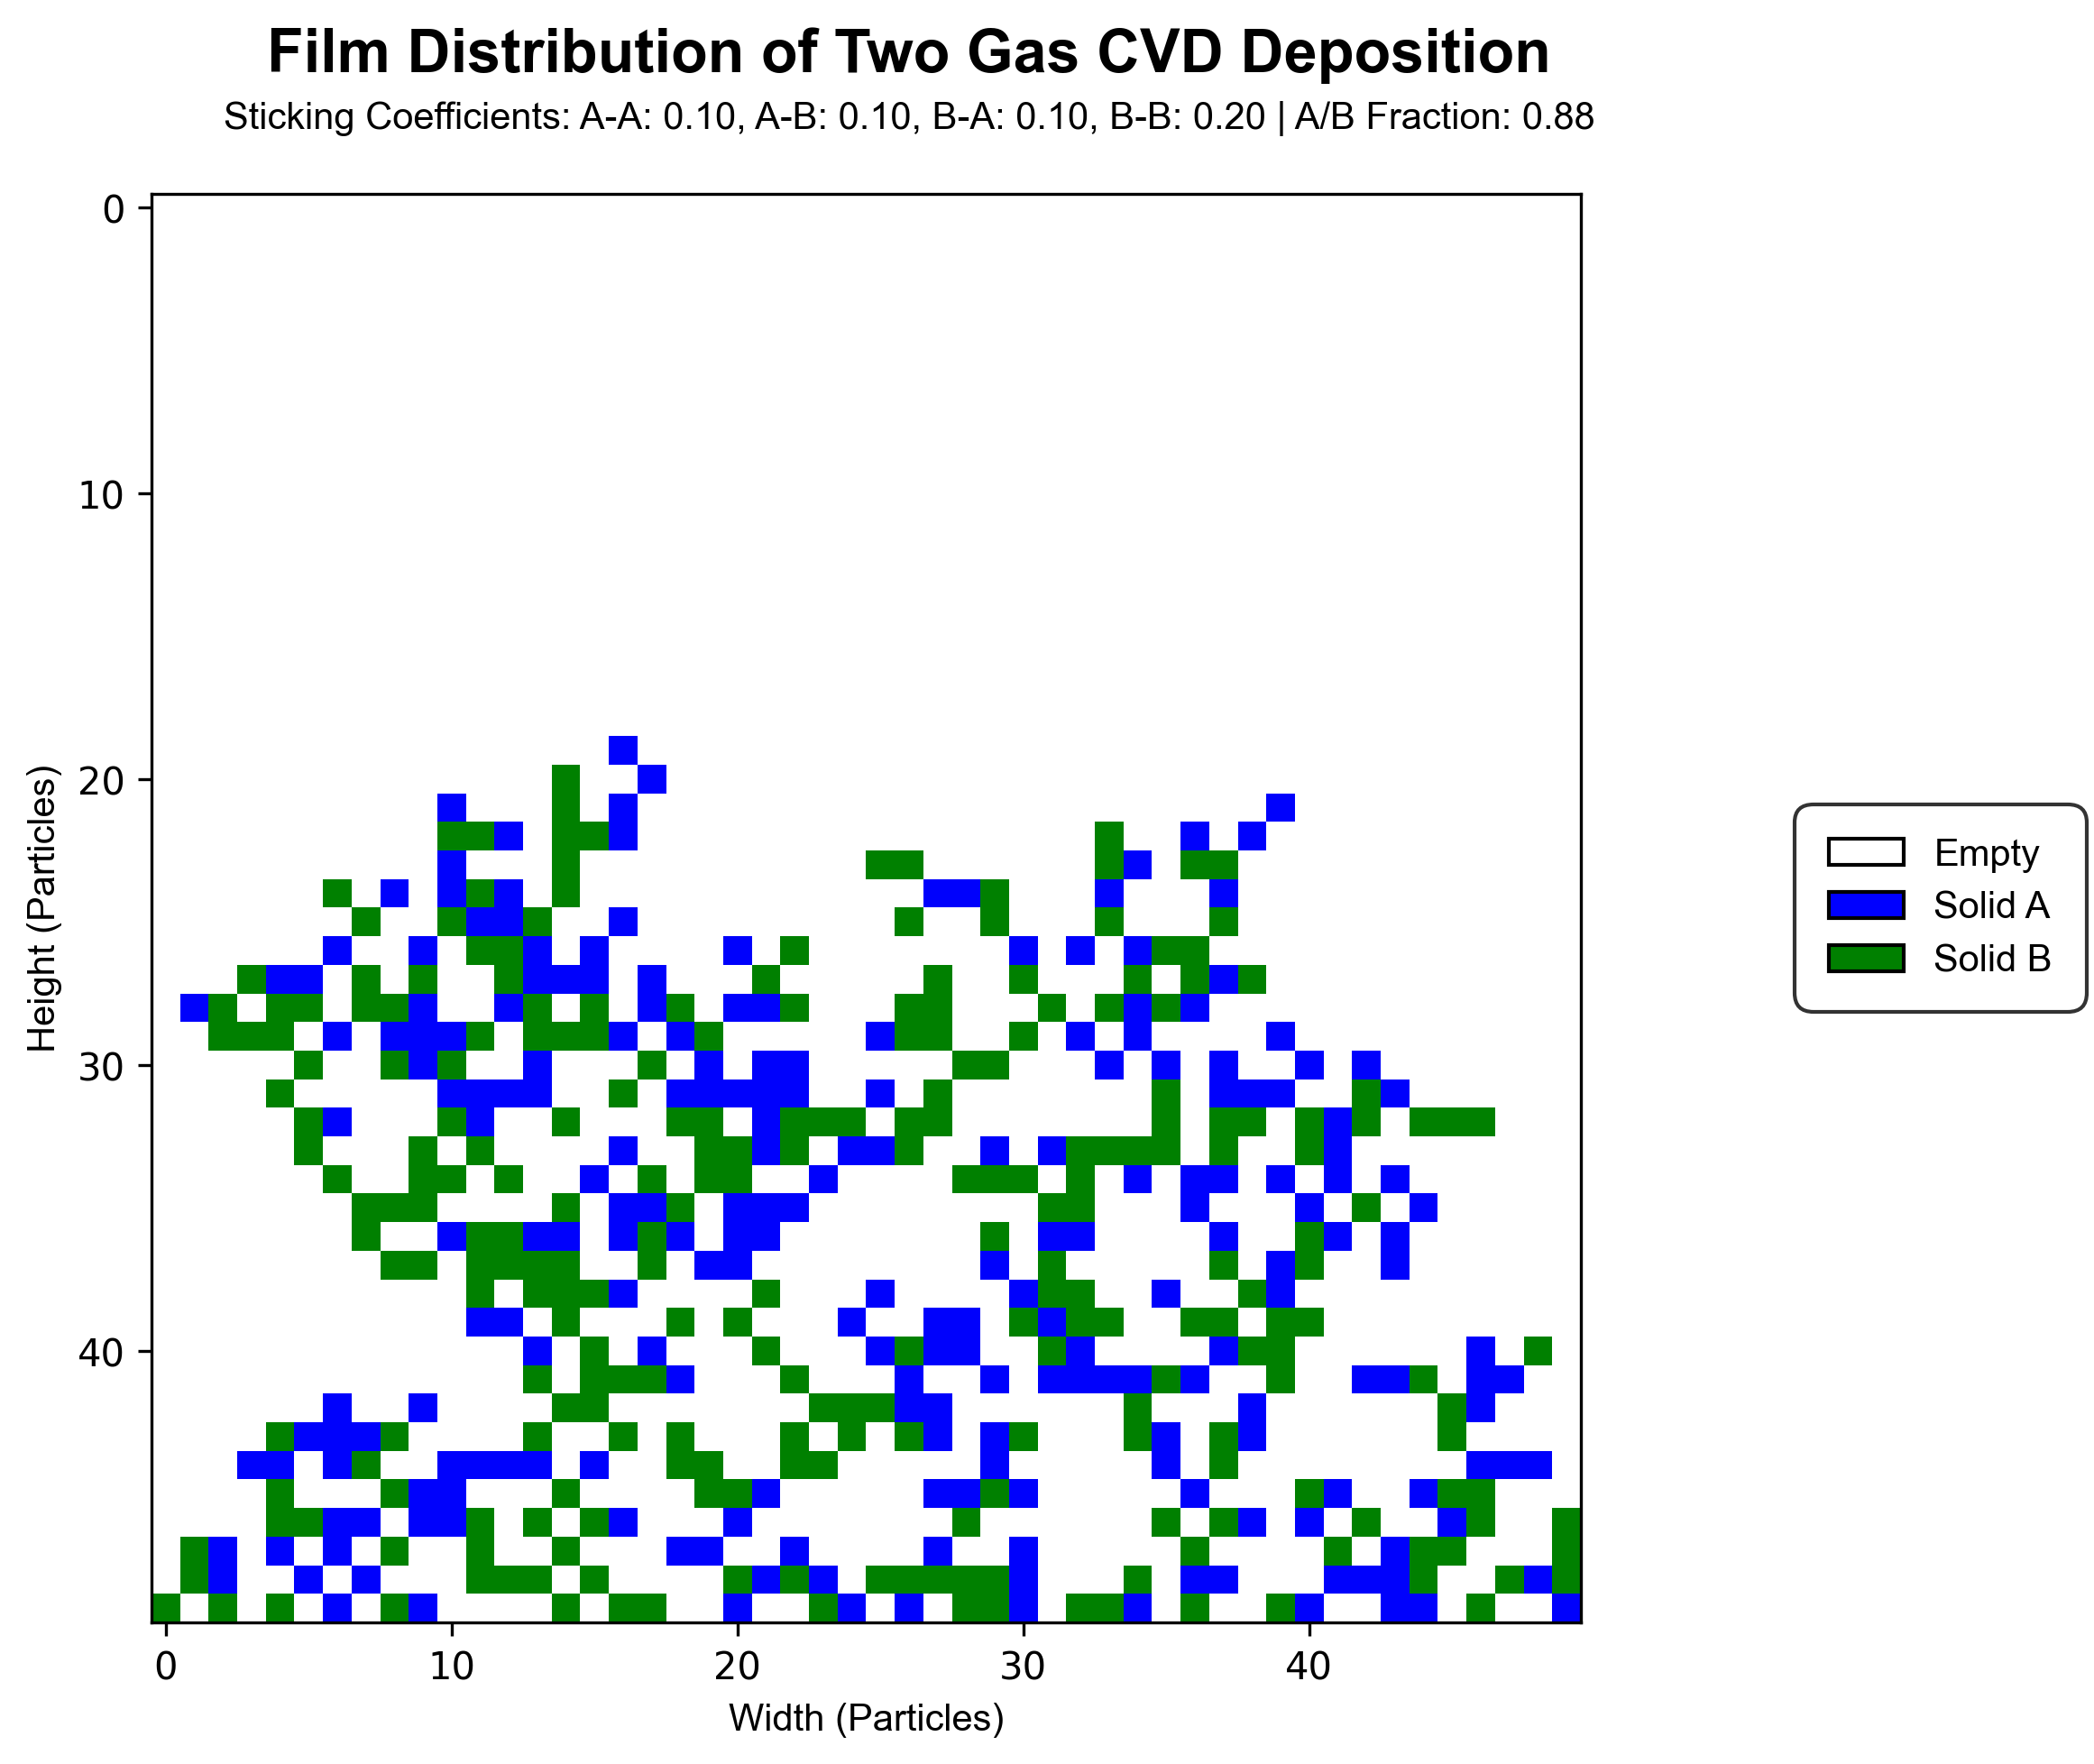 Film Distribution of Two Gas CVD Deposition
Sticking Coefficients: A-A: 0.10, A-B: 0.10, B-A: 0.10, B-B: 0.20 | A/B Fraction: 0.88
0
10
20
30
40
Height (Particles)
0
10
20
30
40
Width (Particles)
Empty
Solid A
Solid B